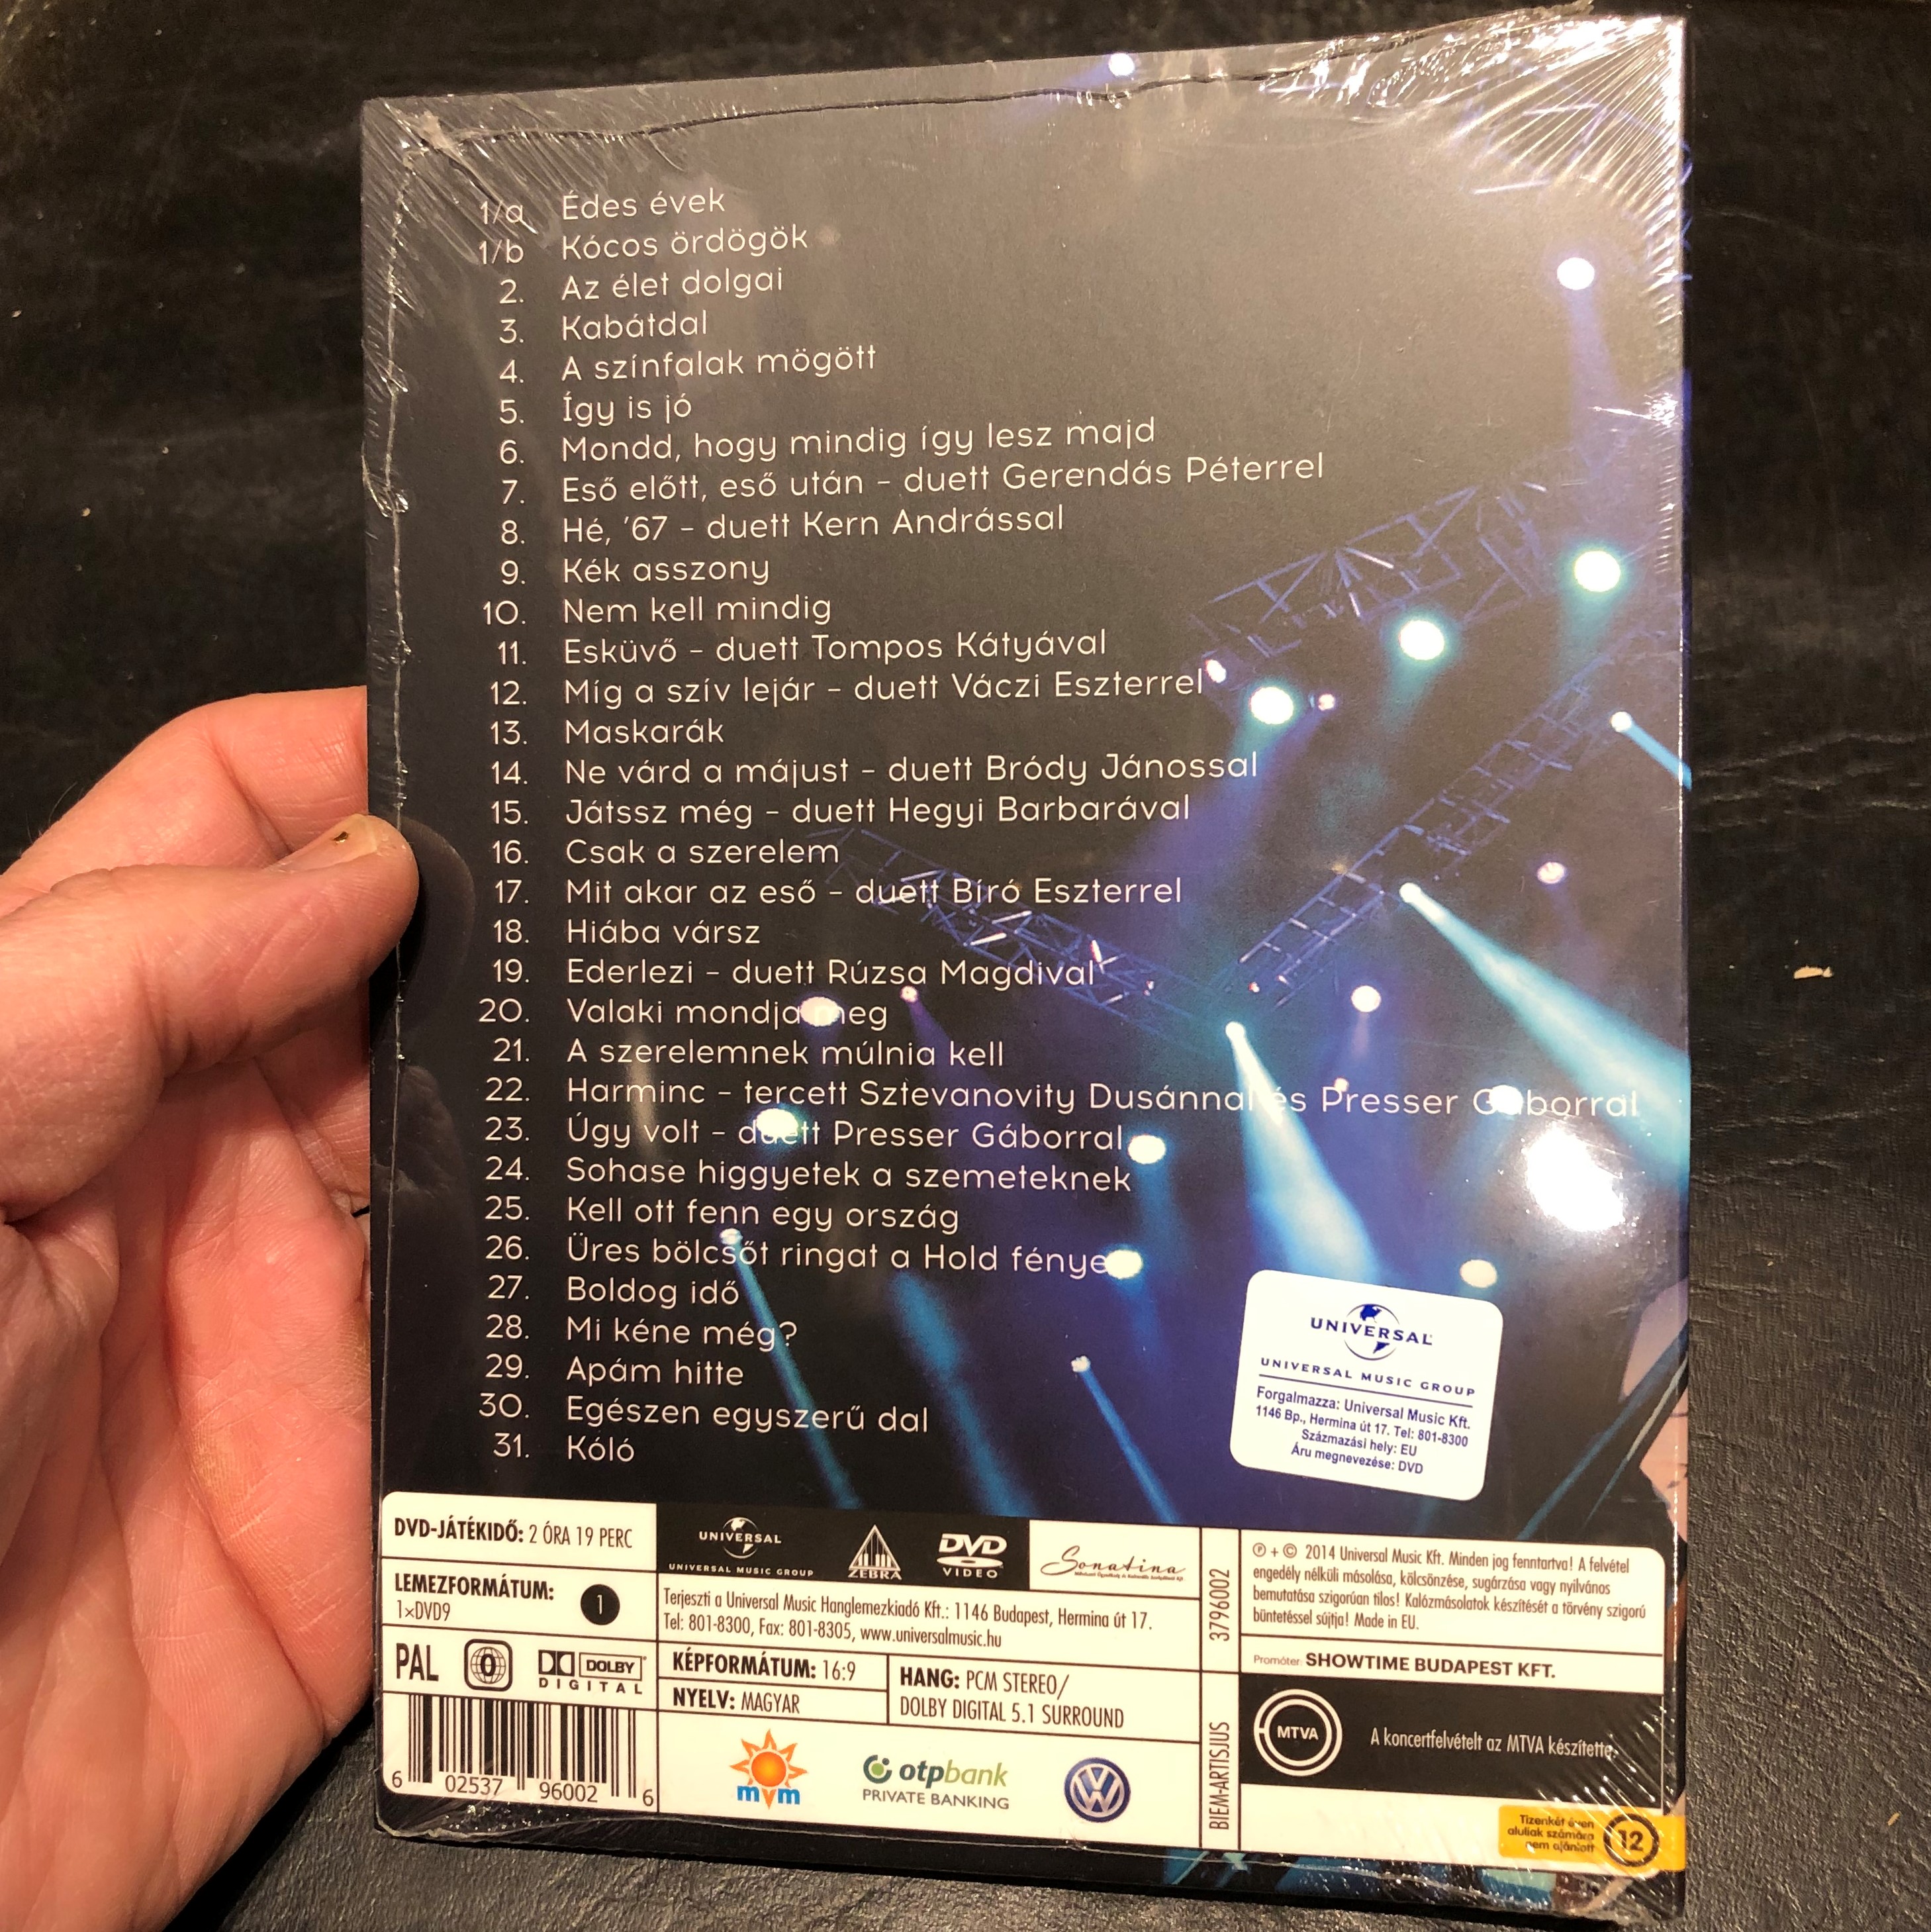 1/a Édes évek
1/b Kócos ördögök
2. Az élet dolgai
3. Kabátdal
4. A színfalak mögött
5. Így is jó
6. Mondd, hogy mindig így lesz majd
7. Eső előtt, eső után - duett Gerendás Péterrel
8. Hé, '67 - duett Kern Andrással
9. Kék asszony
10. Nem kell mindig
11. Esküvő - duett Tompos Kátyával
12. Míg a szív lejár - duett Váczi Eszterrel
13. Maskarák
14. Ne várd a májust - duett Bródy Jánossal
15. Játssz még - duett Hegyi Barbarával
16. Csak a szerelem
17. Mit akar az eső - duett Bíró Eszterrel
18. Hiába vársz
19. Ederlezi - duett Rúzsa Magdival
20. Valaki mondja meg
21. A szerelemnek múlnia kell
22. Harminc - tercett Sztevanovity Dusánnal és Presser Gáborral
23. Úgy volt - duett Presser Gáborral
24. Sohase higgyetek a szemeteknek
25. Kell ott fenn egy ország
26. Üres bölcsőt ringat a Hold fénye
27. Boldog idő
28. Mi kéne még?
29. Apám hitte
30. Egészen egyszerű dal
31. Kóló
UNIVERSAL
UNIVERSAL MUSIC GROUP
Forgalmazza: Universal Music Kft.
1146 Bp., Hermina út 17. Tel: 801-8300
Származási hely: EU
Áru megnevezése: DVD
DVD-JÁTÉKIDŐ: 2 ÓRA 19 PERC
LEMEZFORMÁTUM:
1×DVD9
1
PAL
0
DOLBY
DIGITAL
6 02537 96002 6
UNIVERSAL
UNIVERSAL MUSIC GROUP
ZEBRA
DVD
VIDEO
Sonatina
Terjeszti a Universal Music Hanglemezkiadó Kft.: 1146 Budapest, Hermina út 17.
Tel: 801-8300, Fax: 801-8305, www.universalmusic.hu
KÉPFORMÁTUM: 16:9
NYELV: MAGYAR
HANG: PCM STEREO/
DOLBY DIGITAL 5.1 SURROUND
mvm
otpbank
PRIVATE BANKING
VW
3796002
BIEM-ARTISJUS
℗ + © 2014 Universal Music Kft. Minden jog fenntartva! A felvétel
engedély nélküli másolása, kölcsönzése, sugárzása vagy nyilvános
bemutatása szigorúan tilos! Kalózmásolatok készítését a törvény szigorú
büntetéssel sújtja! Made in EU.
Promóter SHOWTIME BUDAPEST KFT.
MTVA
A koncertfelvételt az MTVA készítette.
Tizenkét éven
aluliak számára
nem ajánlott
12